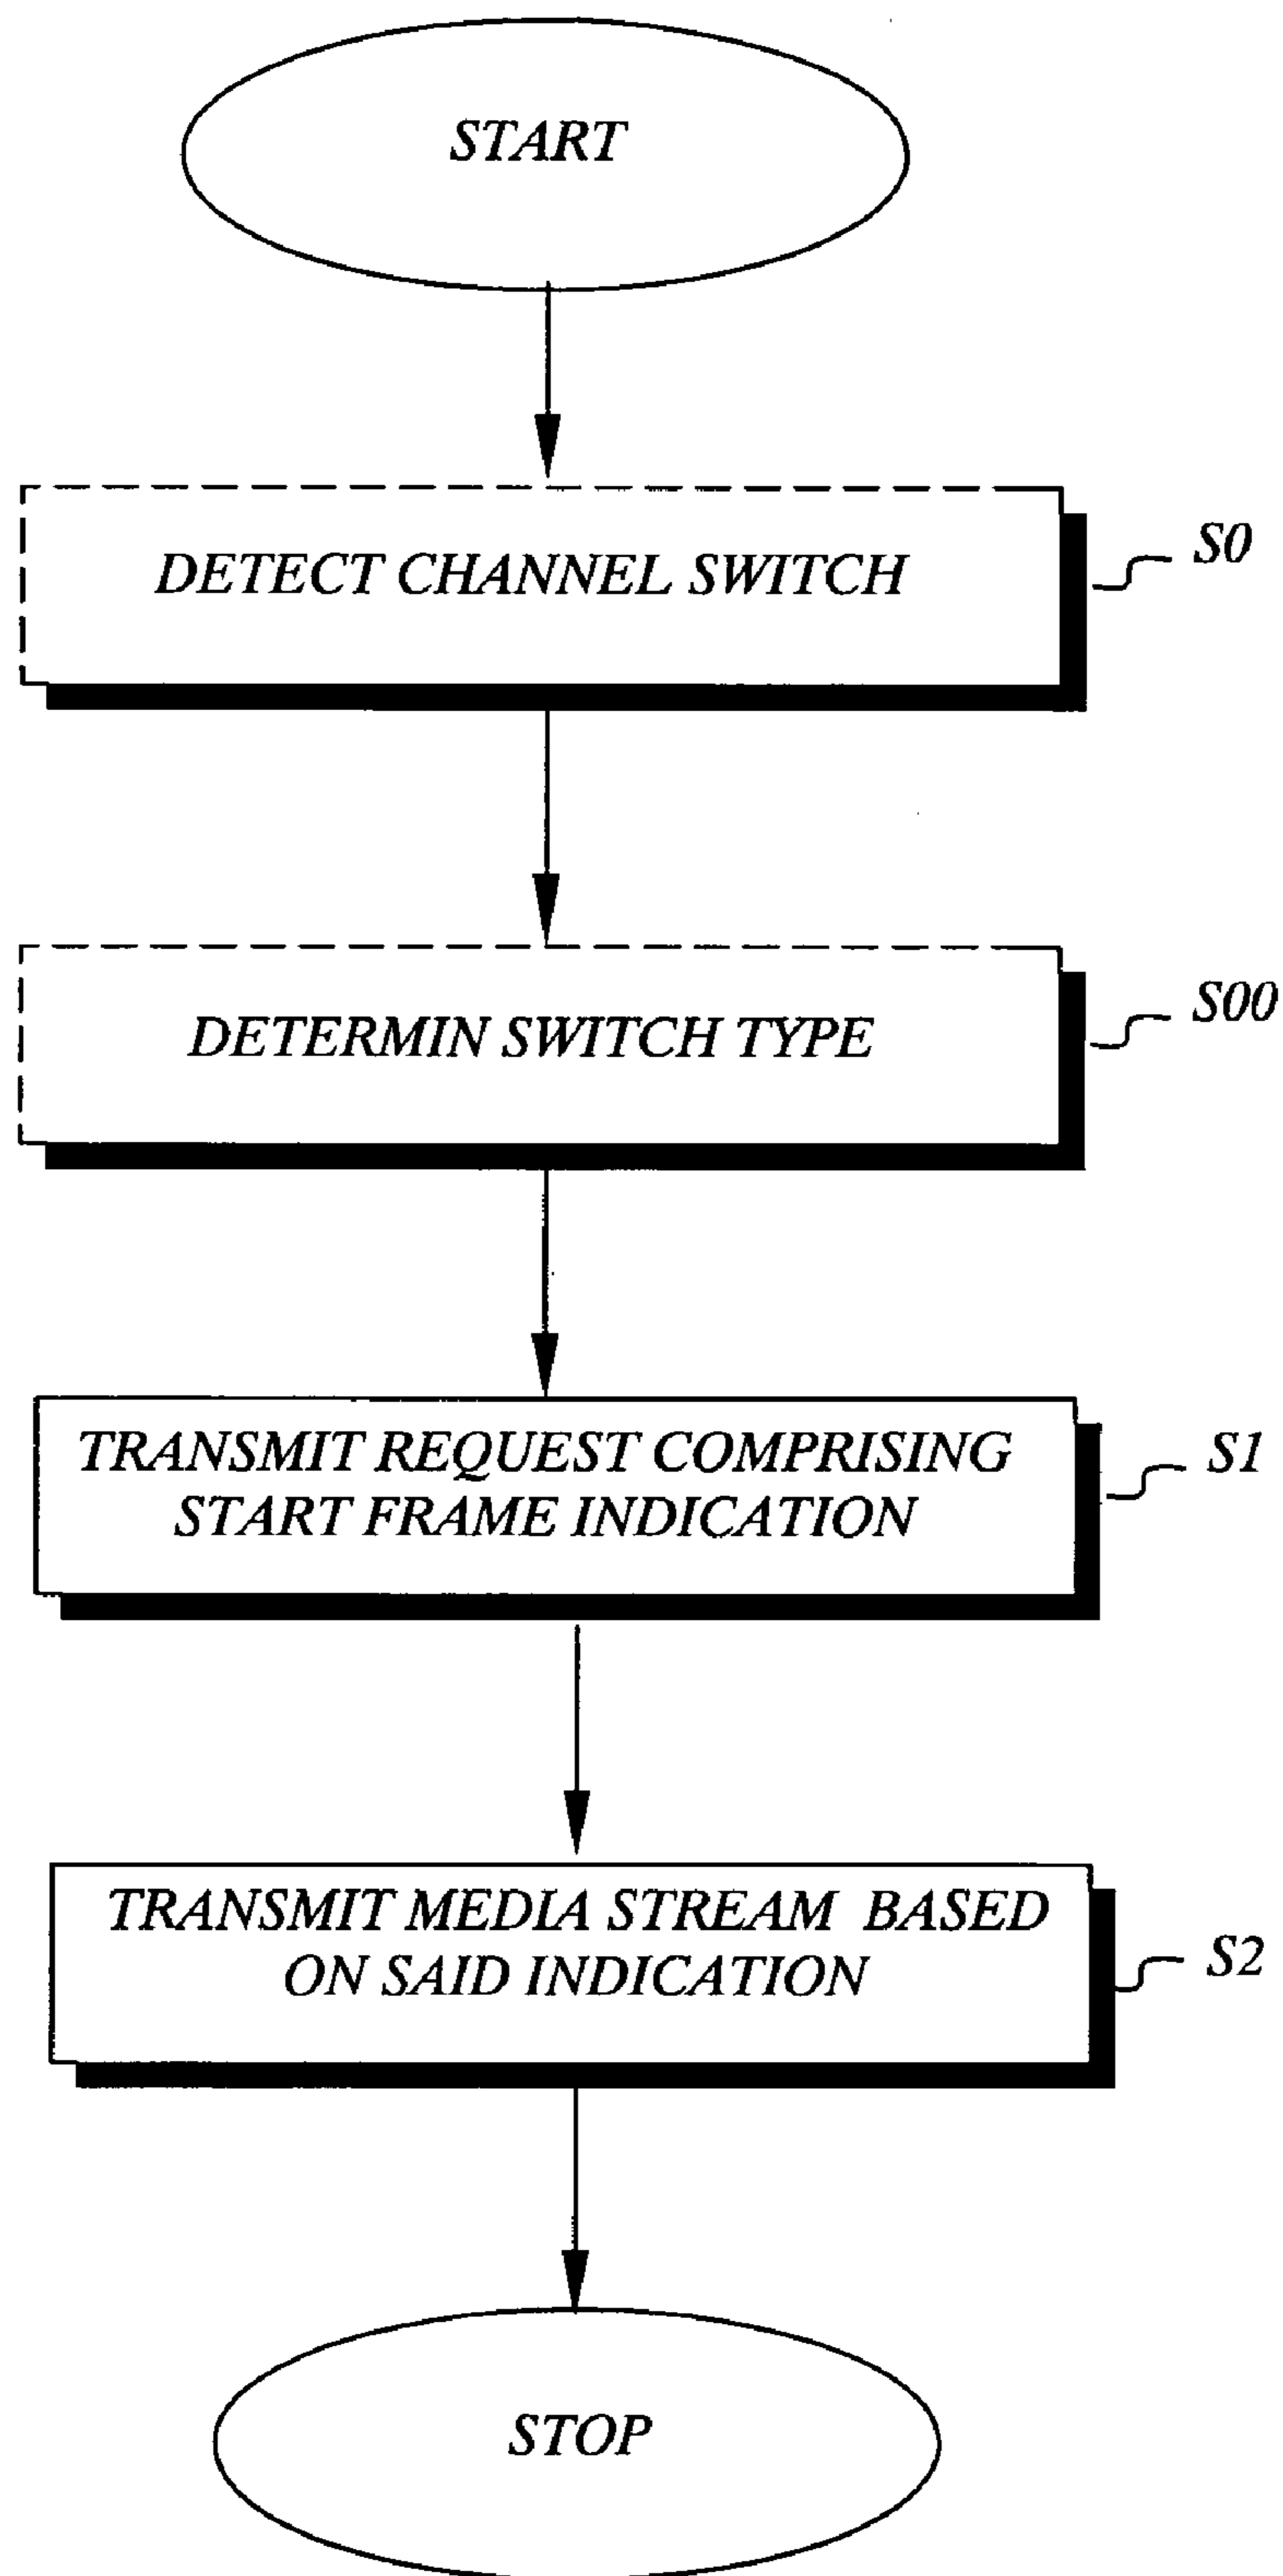 START
DETECT CHANNEL SWITCH
S0
DETERMIN SWITCH TYPE
S00
TRANSMIT REQUEST COMPRISING
START FRAME INDICATION
S1
TRANSMIT MEDIA STREAM BASED
ON SAID INDICATION
S2
STOP